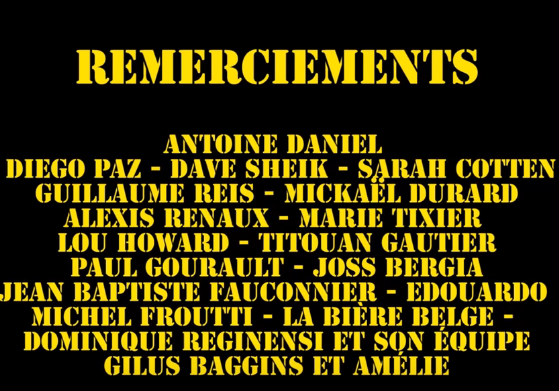 REMERCIEMENTS
ANTOINE DANIEL
DIEGO PAZ - DAVE SHEIK - SARAH COTTEN
GUILLAUME REIS - MICKAËL DURARD
ALEXIS RENAUX - MARIE TIXIER
LOU HOWARD - TITOUAN GAUTIER
PAUL GOURAULT - JOSS BERGIA
JEAN BAPTISTE FAUCONNIER - EDOUARDO
MICHEL FROUTTI - LA BIÈRE BELGE -
DOMINIQUE REGINENSI ET SON ÉQUIPE
GILUS BAGGINS ET AMÉLIE